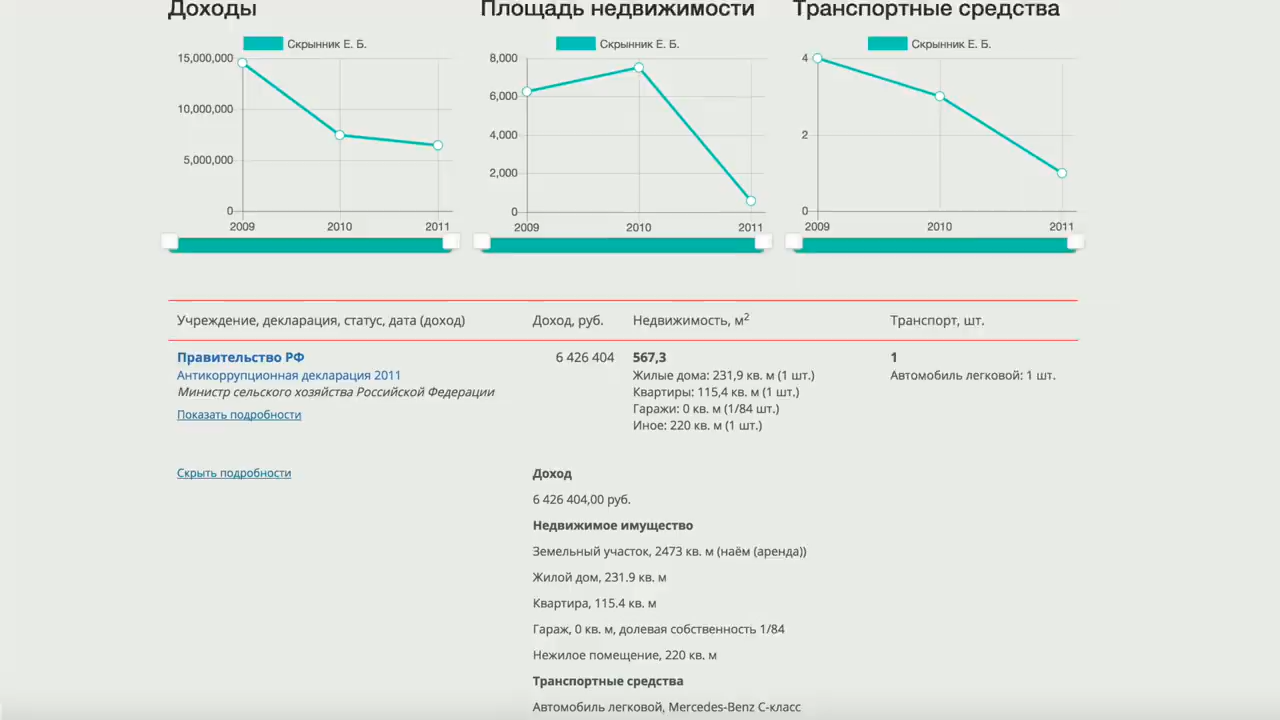 Доходы
Площадь недвижимости
Транспортные средства
Скрынник Е. Б.
15,000,000
10,000,000
5,000,000
0
2009
2010
2011
Скрынник Е. Б.
8,000
6,000
4,000
2,000
0
2009
2010
2011
Скрынник Е. Б.
4
2
0
2009
2010
2011
Учреждение, декларация, статус, дата (доход)
Доход, руб.
Недвижимость, м2
Транспорт, шт.
Правительство РФ
Антикоррупционная декларация 2011
Министр сельского хозяйства Российской Федерации
Показать подробности
6 426 404
567,3
Жилые дома: 231,9 кв. м (1 шт.)
Квартиры: 115,4 кв. м (1 шт.)
Гаражи: 0 кв. м (1/84 шт.)
Иное: 220 кв. м (1 шт.)
1
Автомобиль легковой: 1 шт.
Скрыть подробности
Доход
6 426 404,00 руб.
Недвижимое имущество
Земельный участок, 2473 кв. м (наём (аренда))
Жилой дом, 231.9 кв. м
Квартира, 115.4 кв. м
Гараж, 0 кв. м, долевая собственность 1/84
Нежилое помещение, 220 кв. м
Транспортные средства
Автомобиль легковой, Mercedes-Benz C-класс